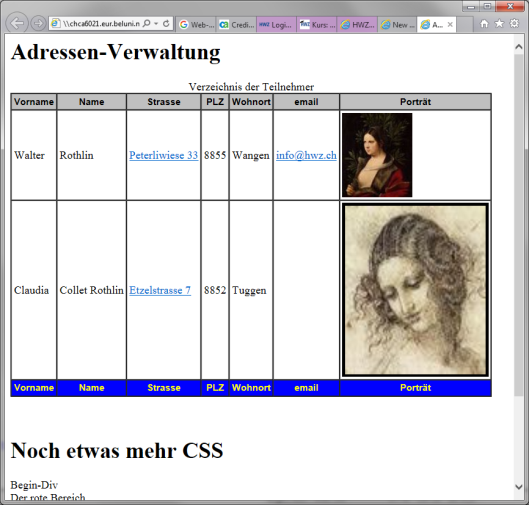 \\chca6021.eur.beluni.n
Web-...
Credi...
HWZ Logi...
HWZ Kurs: ...
HWZ...
New ...
A...
Adressen-Verwaltung
Verzeichnis der Teilnehmer
Vorname Name Strasse PLZ Wohnort email Porträt
Walter Rothlin Peterliwiese 33 8855 Wangen info@hwz.ch
Claudia Collet Rothlin Etzelstrasse 7 8852 Tuggen
Vorname Name Strasse PLZ Wohnort email Porträt
Noch etwas mehr CSS
Begin-Div
Der rote Bereich